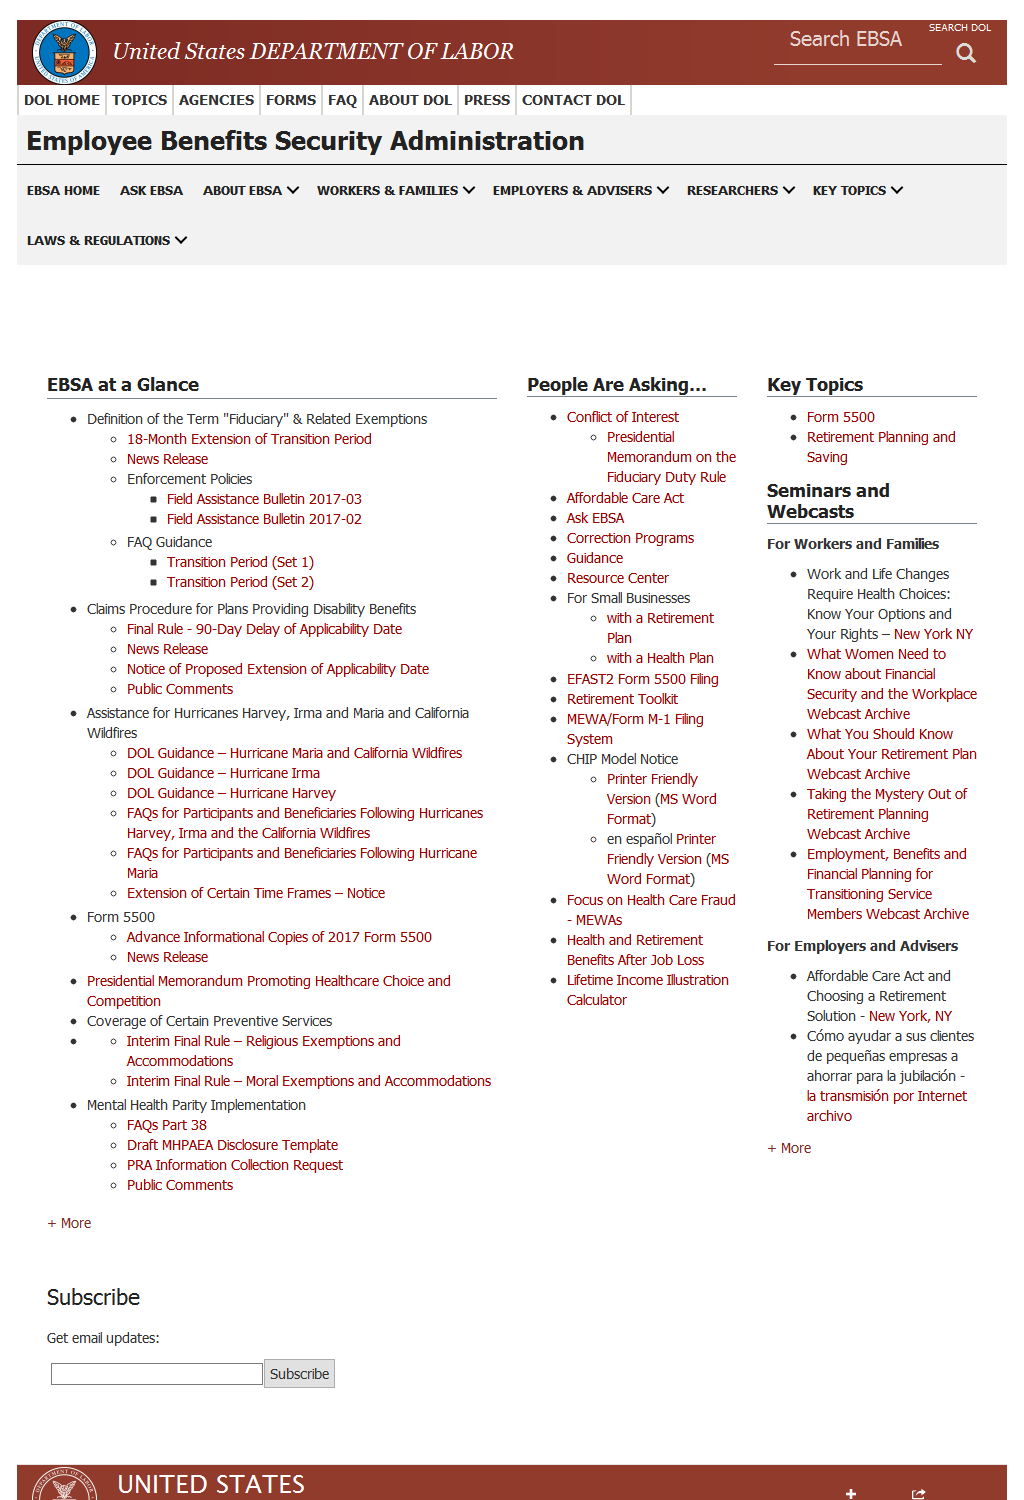 United States DEPARTMENT OF LABOR
Search EBSA
SEARCH DOL
DOL HOME
TOPICS
AGENCIES
FORMS
FAQ
ABOUT DOL
PRESS
CONTACT DOL
Employee Benefits Security Administration
EBSA HOME
ASK EBSA
ABOUT EBSA
WORKERS & FAMILIES
EMPLOYERS & ADVISERS
RESEARCHERS
KEY TOPICS
LAWS & REGULATIONS
EBSA at a Glance
Definition of the Term "Fiduciary" & Related Exemptions
18-Month Extension of Transition Period
News Release
Enforcement Policies
Field Assistance Bulletin 2017-03
Field Assistance Bulletin 2017-02
FAQ Guidance
Transition Period (Set 1)
Transition Period (Set 2)
Claims Procedure for Plans Providing Disability Benefits
Final Rule - 90-Day Delay of Applicability Date
News Release
Notice of Proposed Extension of Applicability Date
Public Comments
Assistance for Hurricanes Harvey, Irma and Maria and California
Wildfires
DOL Guidance – Hurricane Maria and California Wildfires
DOL Guidance – Hurricane Irma
DOL Guidance – Hurricane Harvey
FAQs for Participants and Beneficiaries Following Hurricanes
Harvey, Irma and the California Wildfires
FAQs for Participants and Beneficiaries Following Hurricane
Maria
Extension of Certain Time Frames – Notice
Form 5500
Advance Informational Copies of 2017 Form 5500
News Release
Presidential Memorandum Promoting Healthcare Choice and
Competition
Coverage of Certain Preventive Services
Interim Final Rule – Religious Exemptions and
Accommodations
Interim Final Rule – Moral Exemptions and Accommodations
Mental Health Parity Implementation
FAQs Part 38
Draft MHPAEA Disclosure Template
PRA Information Collection Request
Public Comments
+ More
People Are Asking...
Conflict of Interest
Presidential
Memorandum on the
Fiduciary Duty Rule
Affordable Care Act
Ask EBSA
Correction Programs
Guidance
Resource Center
For Small Businesses
with a Retirement
Plan
with a Health Plan
EFAST2 Form 5500 Filing
Retirement Toolkit
MEWA/Form M-1 Filing
System
CHIP Model Notice
Printer Friendly
Version (MS Word
Format)
en español Printer
Friendly Version (MS
Word Format)
Focus on Health Care Fraud
- MEWAs
Health and Retirement
Benefits After Job Loss
Lifetime Income Illustration
Calculator
Key Topics
Form 5500
Retirement Planning and
Saving
Seminars and
Webcasts
For Workers and Families
Work and Life Changes
Require Health Choices:
Know Your Options and
Your Rights – New York NY
What Women Need to
Know about Financial
Security and the Workplace
Webcast Archive
What You Should Know
About Your Retirement Plan
Webcast Archive
Taking the Mystery Out of
Retirement Planning
Webcast Archive
Employment, Benefits and
Financial Planning for
Transitioning Service
Members Webcast Archive
For Employers and Advisers
Affordable Care Act and
Choosing a Retirement
Solution - New York, NY
Cómo ayudar a sus clientes
de pequeñas empresas a
ahorrar para la jubilación -
la transmisión por Internet
archivo
+ More
Subscribe
Get email updates:
Subscribe
UNITED STATES